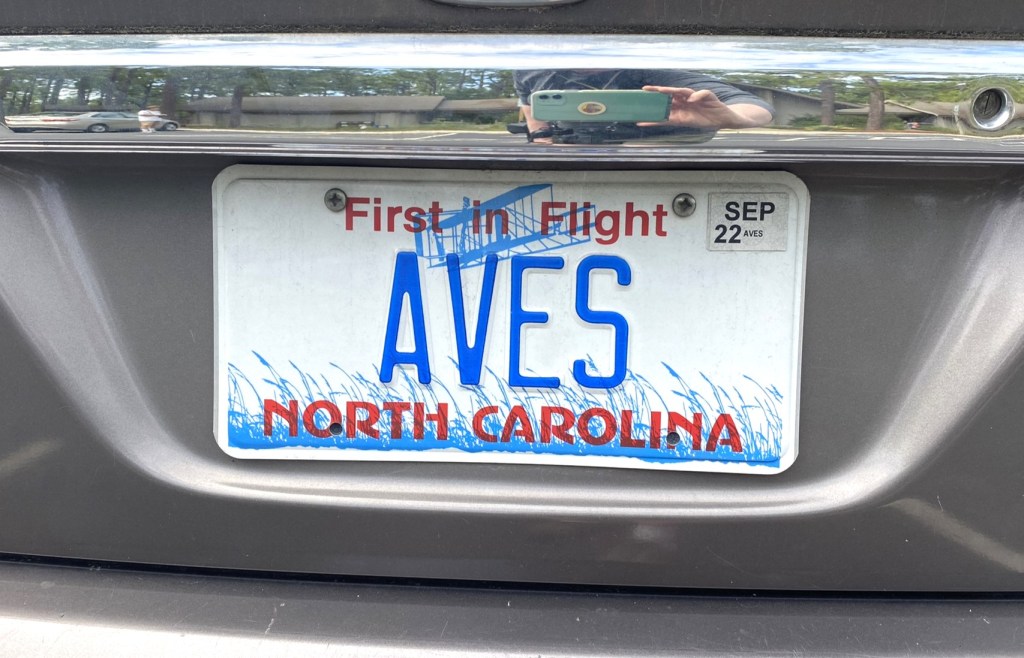 First in Flight
SEP
22 AVES
AVES
NORTH CAROLINA